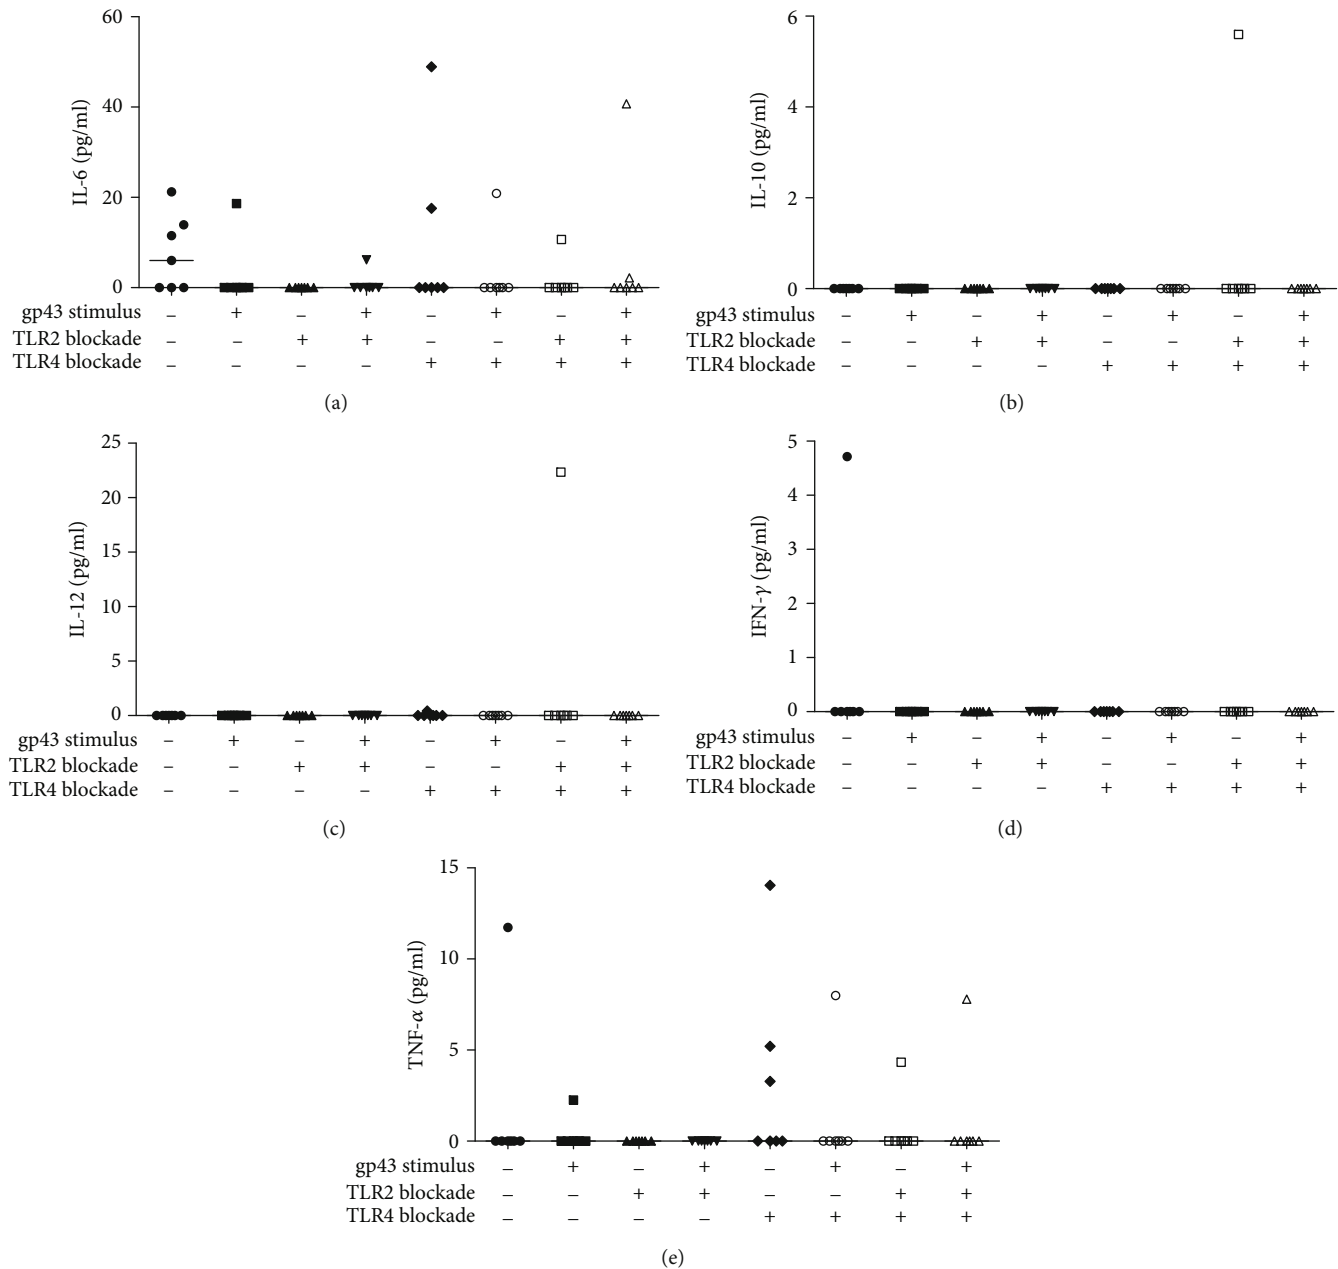 60
40
20
0
IL-6 (pg/ml)
gp43 stimulus – + – + – + – +
TLR2 blockade – – + + – – + +
TLR4 blockade – – – – + + + +
(a)
6
4
2
0
IL-10 (pg/ml)
gp43 stimulus – + – + – + – +
TLR2 blockade – – + + – – + +
TLR4 blockade – – – – + + + +
(b)
25
20
15
10
5
0
IL-12 (pg/ml)
gp43 stimulus – + – + – + – +
TLR2 blockade – – + + – – + +
TLR4 blockade – – – – + + + +
(c)
5
4
3
2
1
0
IFN-γ (pg/ml)
gp43 stimulus – + – + – + – +
TLR2 blockade – – + + – – + +
TLR4 blockade – – – – + + + +
(d)
15
10
5
0
TNF-α (pg/ml)
gp43 stimulus – + – + – + – +
TLR2 blockade – – + + – – + +
TLR4 blockade – – – – + + + +
(e)